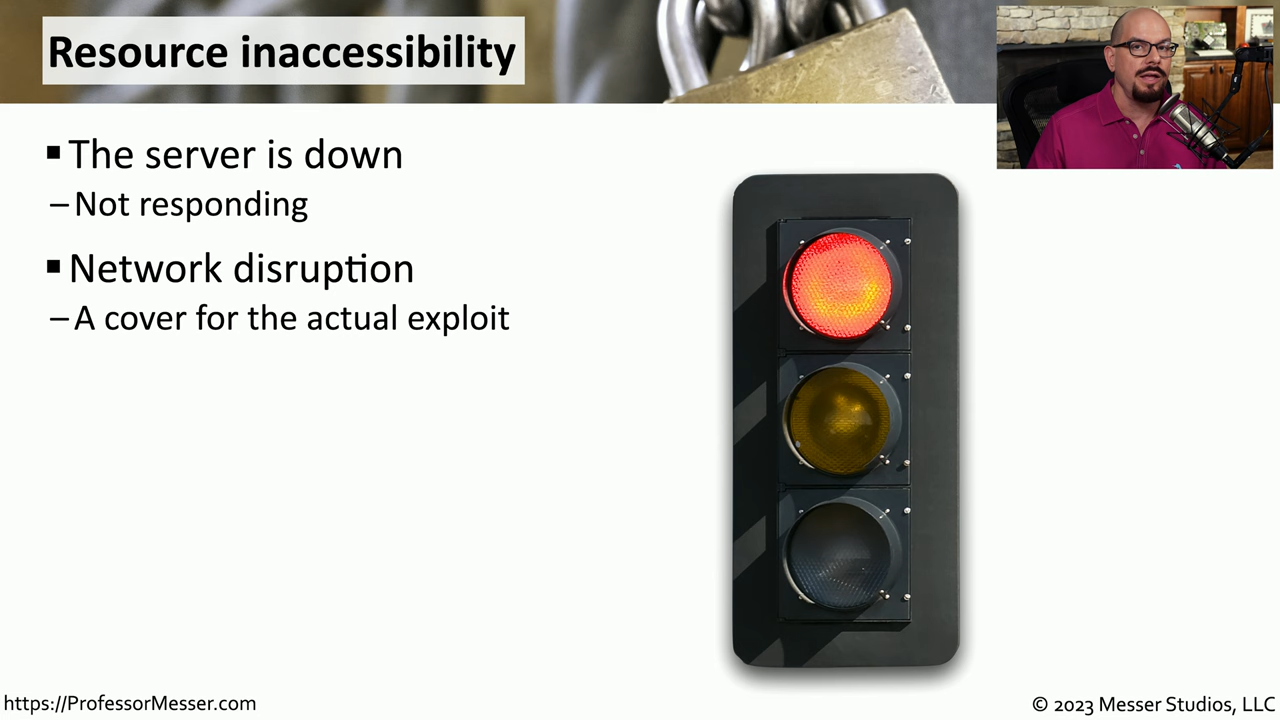 Resource inaccessibility
▪ The server is down
– Not responding
▪ Network disruption
– A cover for the actual exploit
https://ProfessorMesser.com
© 2023 Messer Studios, LLC